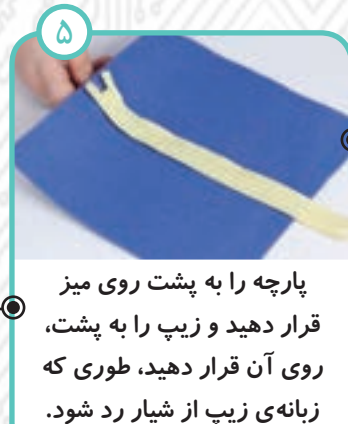 ۵
پارچه را به پشت روی میز
قرار دهید و زیپ را به پشت،
روی آن قرار دهید، طوری که
زبانه‌ی زیپ از شیار رد شود.